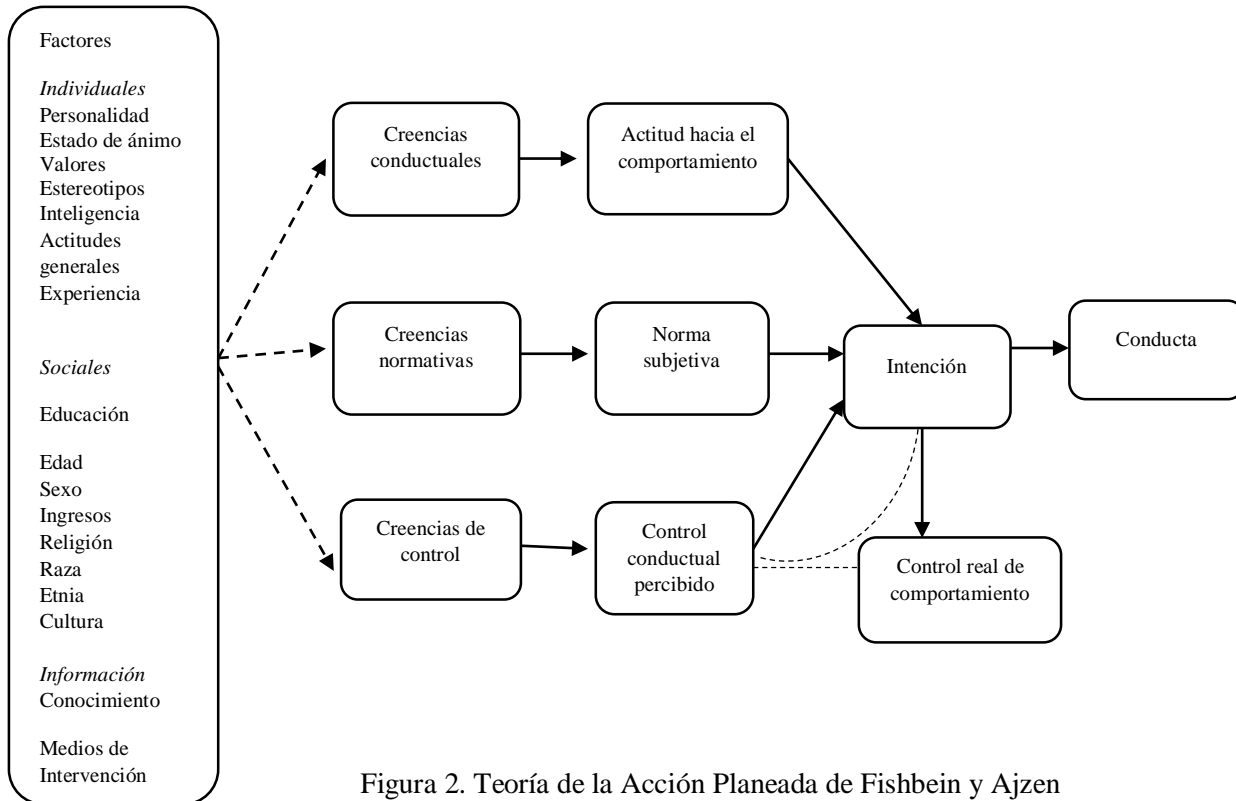 Factores
Individuales
Personalidad
Estado de ánimo
Valores
Estereotipos
Inteligencia
Actitudes
generales
Experiencia
Sociales
Educación
Edad
Sexo
Ingresos
Religión
Raza
Etnia
Cultura
Información
Conocimiento
Medios de
Intervención
Creencias
conductuales
Actitud hacia el
comportamiento
Creencias
normativas
Norma
subjetiva
Intención
Conducta
Creencias de
control
Control
conductual
percibido
Control real de
comportamiento
Figura 2. Teoría de la Acción Planeada de Fishbein y Ajzen